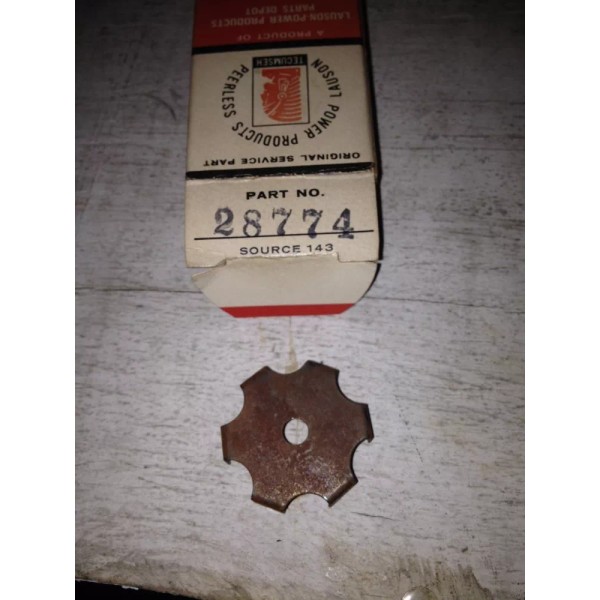 LAUSON-POWER PRODUCTS
PARTS DEPOT
A PRODUCT OF
LAUSON POWER PRODUCTS PEERLESS
TECUMSEH
ORIGINAL SERVICE PART
PART NO.
28774
SOURCE 143